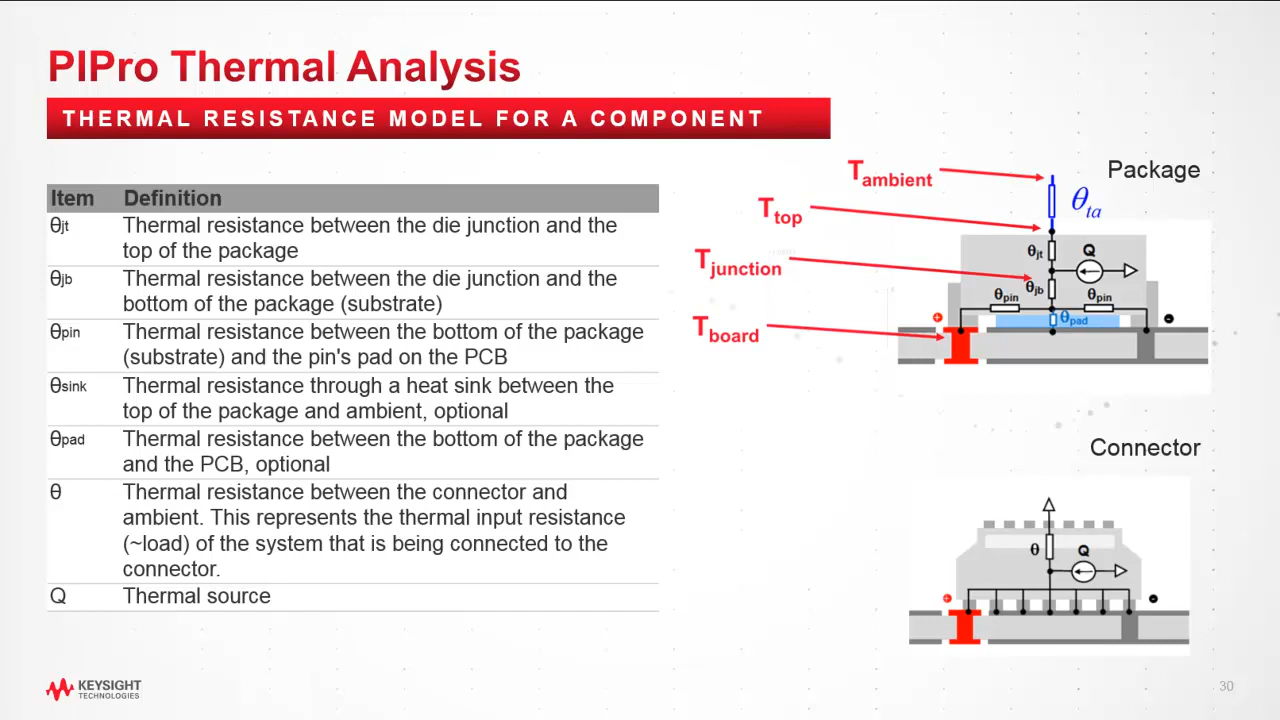 PIPro Thermal Analysis
THERMAL RESISTANCE MODEL FOR A COMPONENT
Item Definition
θjt Thermal resistance between the die junction and the
top of the package
θjb Thermal resistance between the die junction and the
bottom of the package (substrate)
θpin Thermal resistance between the bottom of the package
(substrate) and the pin's pad on the PCB
θsink Thermal resistance through a heat sink between the
top of the package and ambient, optional
θpad Thermal resistance between the bottom of the package
and the PCB, optional
θ Thermal resistance between the connector and
ambient. This represents the thermal input resistance
(~load) of the system that is being connected to the
connector.
Q Thermal source
Package
Tambient
θta
Ttop
θjt Q
Tjunction
θjb
θpin θpin
θpad
Tboard
Connector
θ Q
KEYSIGHT
TECHNOLOGIES
30